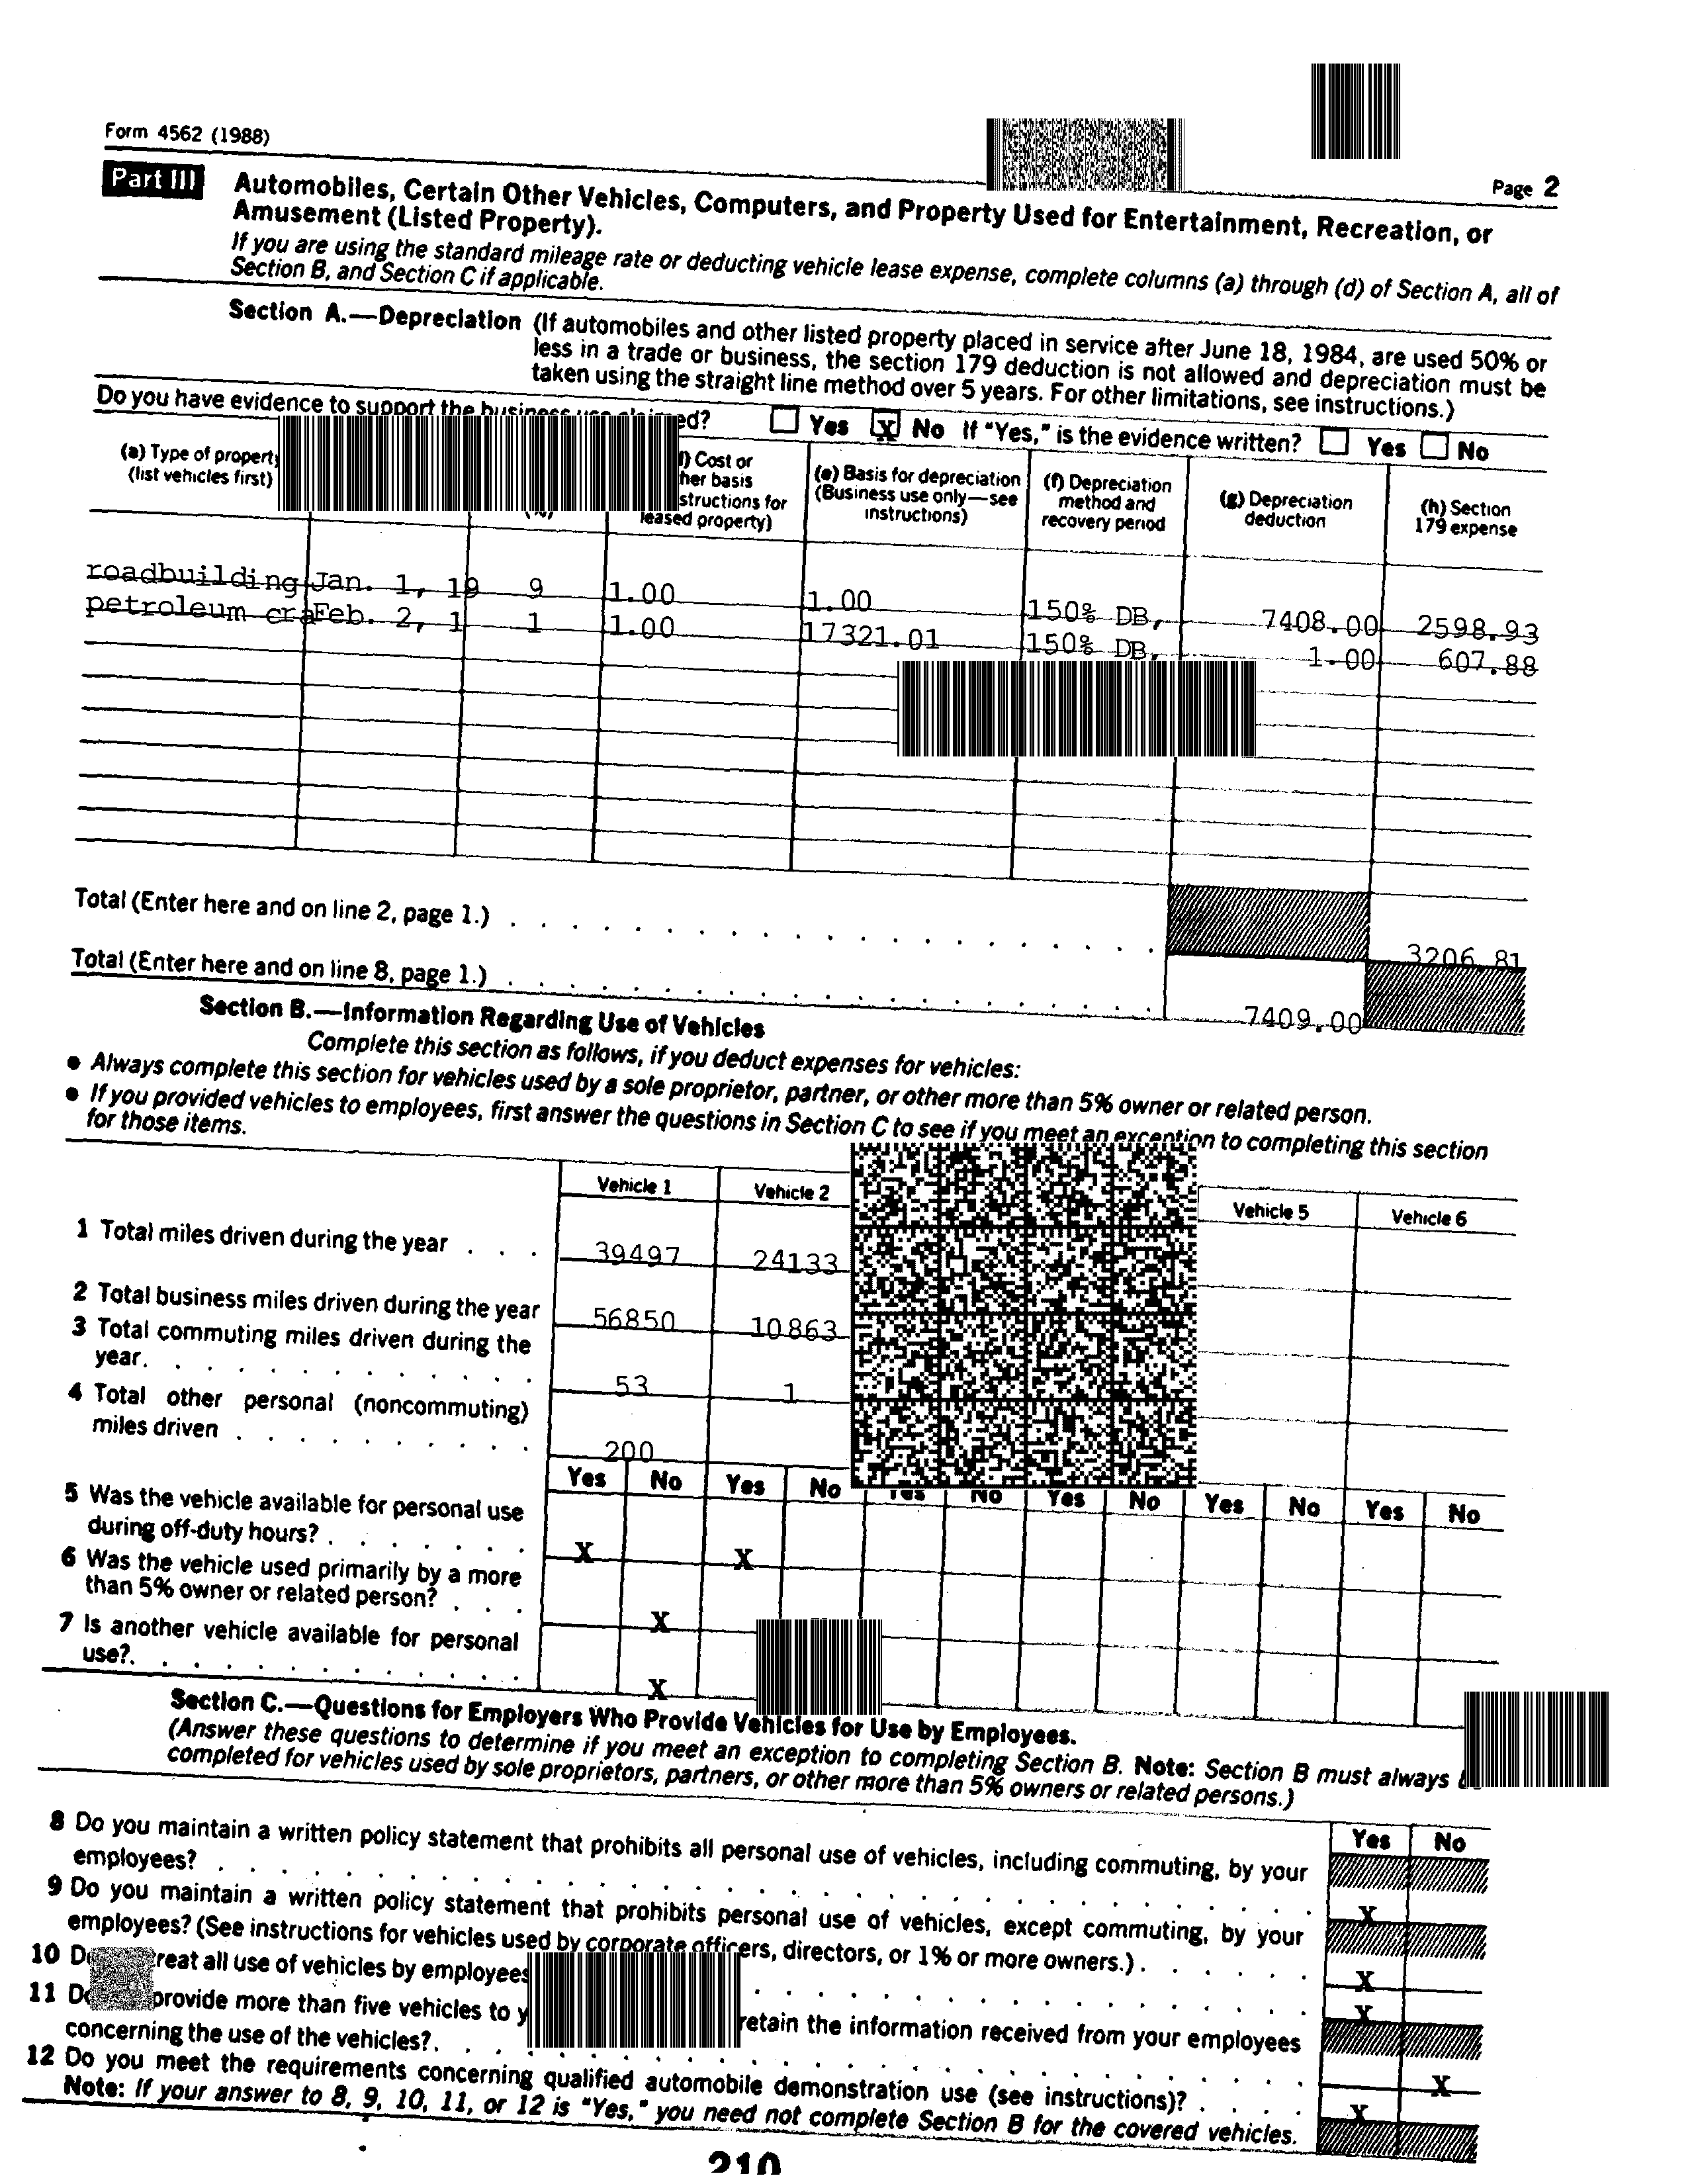 Form 4562 (1988)
Page 2
Part III Automobiles, Certain Other Vehicles, Computers, and Property Used for Entertainment, Recreation, or
Amusement (Listed Property).
If you are using the standard mileage rate or deducting vehicle lease expense, complete columns (a) through (d) of Section A, all of
Section B, and Section C if applicable.
Section A.—Depreciation (If automobiles and other listed property placed in service after June 18, 1984, are used 50% or
less in a trade or business, the section 179 deduction is not allowed and depreciation must be
taken using the straight line method over 5 years. For other limitations, see instructions.)
Do you have evidence to support the business use claimed? Yes X No If "Yes," is the evidence written? Yes No
(a) Type of property
(list vehicles first)
Cost or
her basis
structions for
leased property)
(e) Basis for depreciation
(Business use only—see
instructions)
(f) Depreciation
method and
recovery period
(g) Depreciation
deduction
(h) Section
179 expense
roadbuilding Jan. 1, 19 9 1.00 1.00 150% DB, 7408.00 2598.93
petroleum cra Feb. 2, 1 1 1.00 17321.01 150% DB, 1.00 607.88
Total (Enter here and on line 2, page 1.) . . . . . . . . . . . . . . . . . . . . . 3206.81
Total (Enter here and on line 8, page 1.) . . . . . . . . . . . . . . . . . . . . . 7409.00
Section B.—Information Regarding Use of Vehicles
Complete this section as follows, if you deduct expenses for vehicles:
● Always complete this section for vehicles used by a sole proprietor, partner, or other more than 5% owner or related person.
● If you provided vehicles to employees, first answer the questions in Section C to see if you meet an exception to completing this section
for those items.
Vehicle 1 Vehicle 2 Vehicle 5 Vehicle 6
1 Total miles driven during the year . . . 39497 24133
2 Total business miles driven during the year 56850 10863
3 Total commuting miles driven during the
year. . . . . . . . . . . . . 53 1
4 Total other personal (noncommuting)
miles driven . . . . . . . . . . 200
Yes No Yes No Yes No Yes No Yes No Yes No
5 Was the vehicle available for personal use
during off-duty hours? . . . . . . . X X
6 Was the vehicle used primarily by a more
than 5% owner or related person? . . . X
7 Is another vehicle available for personal
use?. . . . . . . . . . . . . X
Section C.—Questions for Employers Who Provide Vehicles for Use by Employees.
(Answer these questions to determine if you meet an exception to completing Section B. Note: Section B must always
completed for vehicles used by sole proprietors, partners, or other more than 5% owners or related persons.)
Yes No
8 Do you maintain a written policy statement that prohibits all personal use of vehicles, including commuting, by your
employees? . . . . . . . . . . . . . . . . . . . . . . . . . . . . . . . . . . X
9 Do you maintain a written policy statement that prohibits personal use of vehicles, except commuting, by your
employees? (See instructions for vehicles used by corporate officers, directors, or 1% or more owners.) . . . . . . X
10 D reat all use of vehicles by employees . . . . . . . . . . . . . . . . . . X
11 D provide more than five vehicles to y retain the information received from your employees
concerning the use of the vehicles?. . . . . . . . . . . . . . . . . . . . . . . . . . . . X
12 Do you meet the requirements concerning qualified automobile demonstration use (see instructions)? . . . . X
Note: If your answer to 8, 9, 10, 11, or 12 is "Yes," you need not complete Section B for the covered vehicles.
210